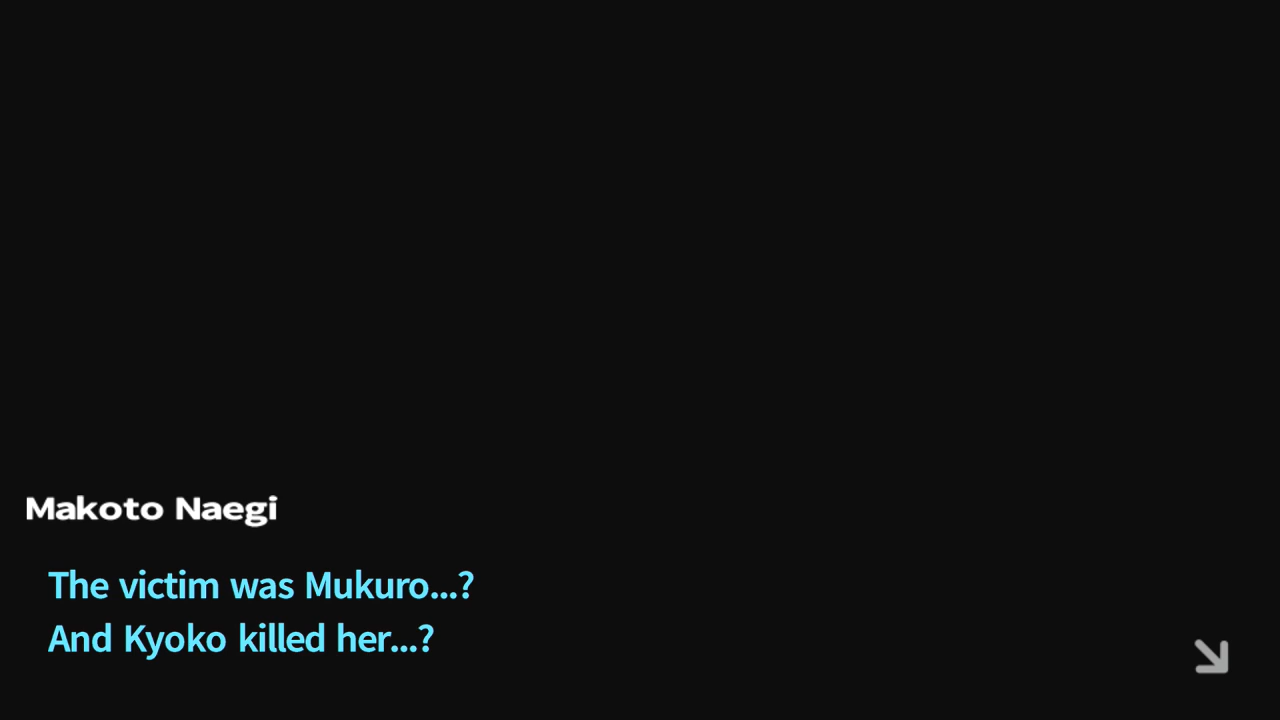 Makoto Naegi
The victim was Mukuro...?
And Kyoko killed her...?